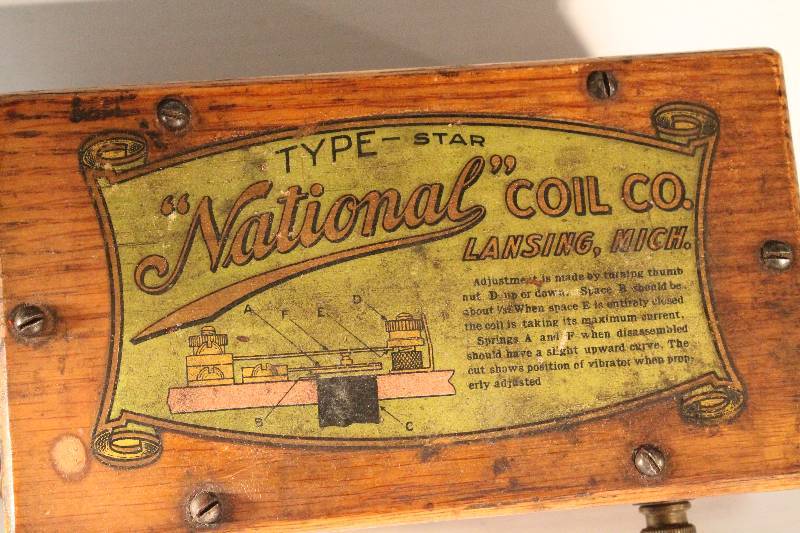 TYPE - STAR
"National" COIL CO.
LANSING, MICH.
Adjustment is made by turning thumb
nut D up or down. Space B should be
about 1/32 When space E is entirely closed
the coil is taking its maximum current,
Springs A and F when disassembled
should have a slight upward curve. The
cut shows position of vibrator when prop-
erly adjusted
A F E D
B C